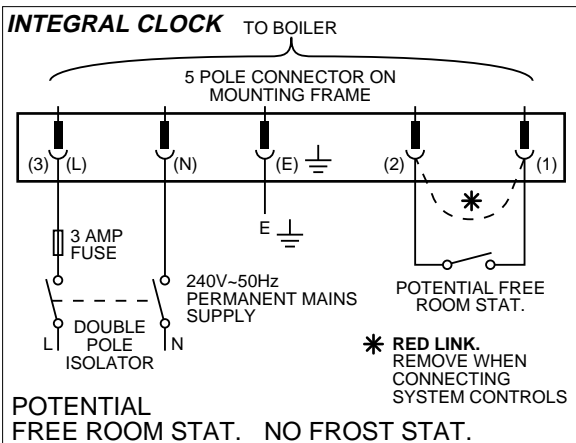 INTEGRAL CLOCK
TO BOILER
5 POLE CONNECTOR ON
MOUNTING FRAME
(3) (L) (N) (E) (2) (1)
E
3 AMP
FUSE
240V~50Hz
PERMANENT MAINS
SUPPLY
DOUBLE
POLE
ISOLATOR
L N
POTENTIAL FREE
ROOM STAT.
RED LINK.
REMOVE WHEN
CONNECTING
SYSTEM CONTROLS
POTENTIAL
FREE ROOM STAT. NO FROST STAT.